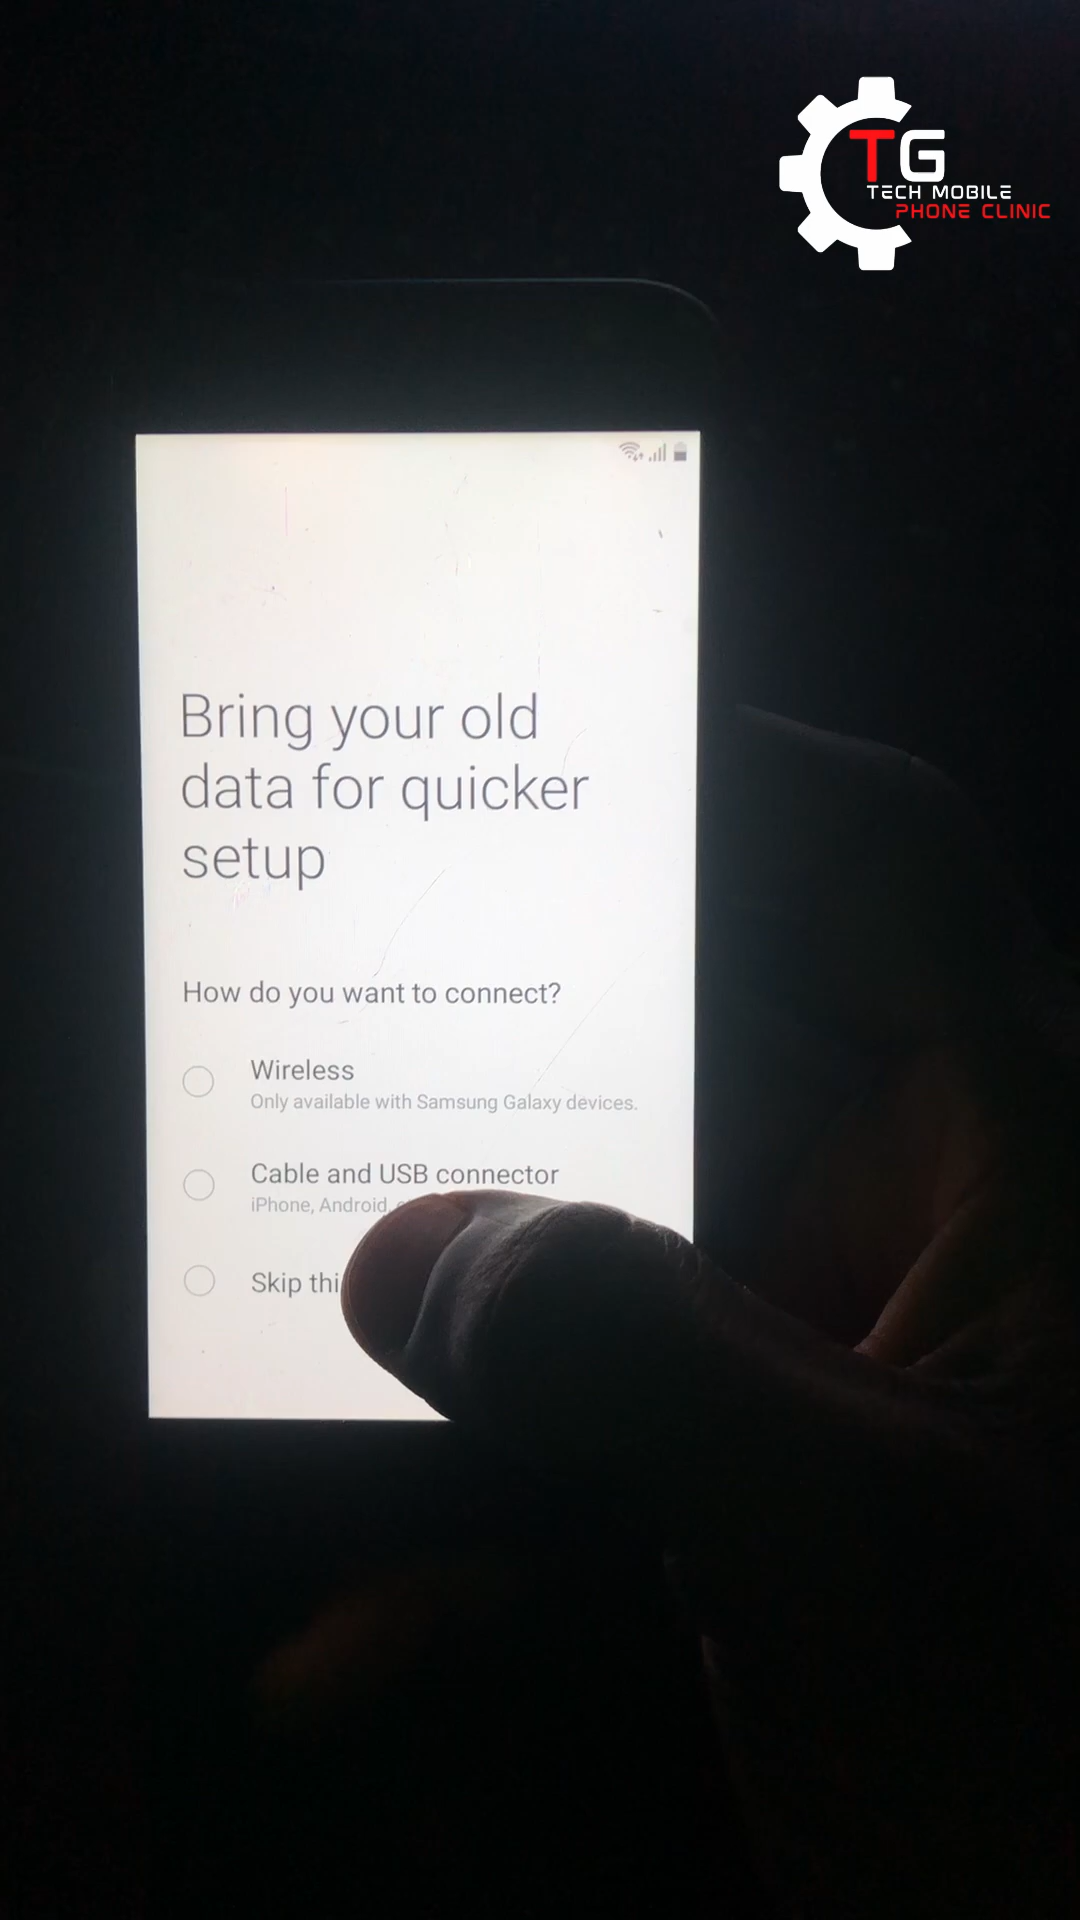 TG
TECH MOBILE
PHONE CLINIC
Bring your old
data for quicker
setup
How do you want to connect?
Wireless
Only available with Samsung Galaxy devices.
Cable and USB connector
iPhone, Android,
Skip